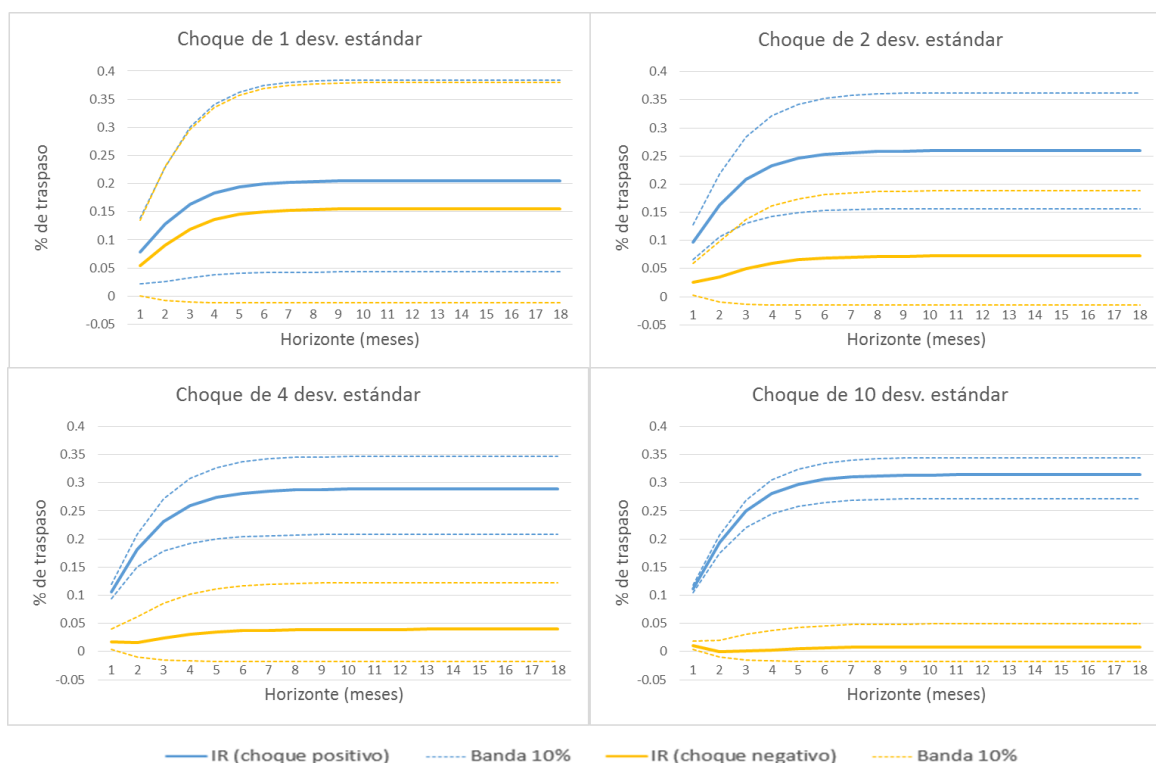 Choque de 1 desv. estándar
0.4
0.35
0.3
0.25
0.2
0.15
0.1
0.05
0
-0.05
% de traspaso
1 2 3 4 5 6 7 8 9 10 11 12 13 14 15 16 17 18
Horizonte (meses)
Choque de 2 desv. estándar
0.4
0.35
0.3
0.25
0.2
0.15
0.1
0.05
0
-0.05
% de traspaso
1 2 3 4 5 6 7 8 9 10 11 12 13 14 15 16 17 18
Horizonte (meses)
Choque de 4 desv. estándar
0.4
0.35
0.3
0.25
0.2
0.15
0.1
0.05
0
-0.05
% de traspaso
1 2 3 4 5 6 7 8 9 10 11 12 13 14 15 16 17 18
Horizonte (meses)
Choque de 10 desv. estándar
0.4
0.35
0.3
0.25
0.2
0.15
0.1
0.05
0
-0.05
% de traspaso
1 2 3 4 5 6 7 8 9 10 11 12 13 14 15 16 17 18
Horizonte (meses)
IR (choque positivo) Banda 10% IR (choque negativo) Banda 10%